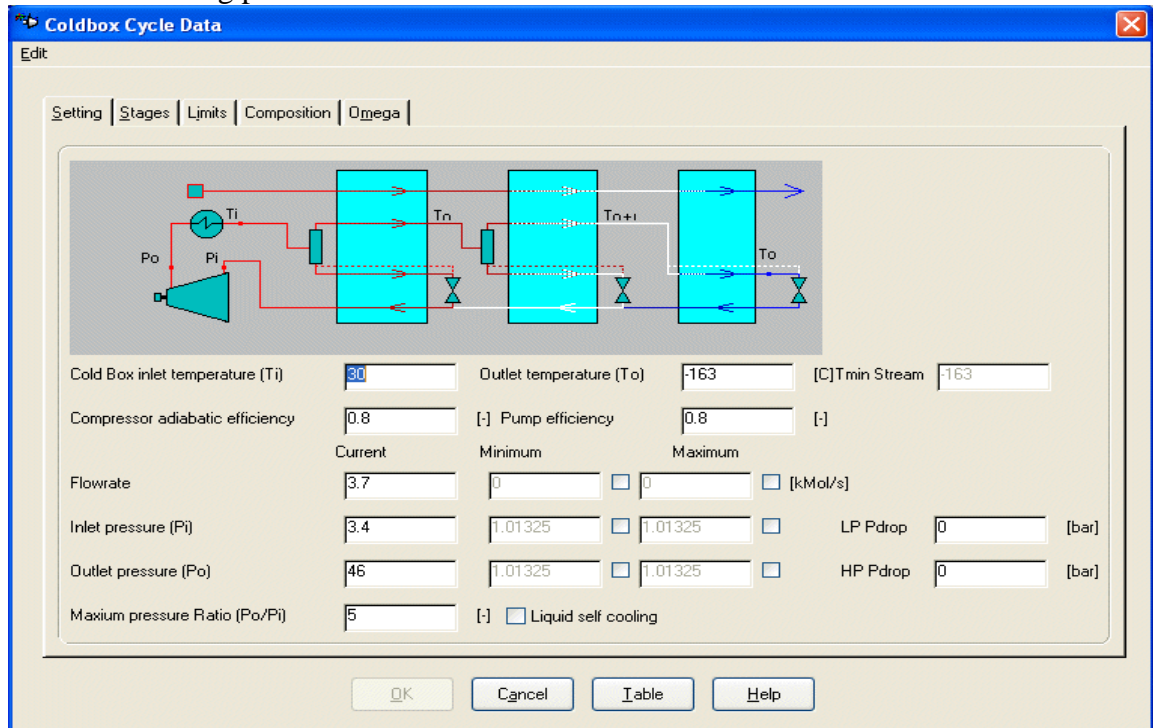 Coldbox Cycle Data
Edit
Setting Stages Limits Composition Omega
Ti Tn Tn+1
Po Pi To
Cold Box inlet temperature (Ti) 30 Outlet temperature (To) -163 [C] Tmin Stream -163
Compressor adiabatic efficiency 0.8 [-] Pump efficiency 0.8 [-]
Current Minimum Maximum
Flowrate 3.7 0 0 [kMol/s]
Inlet pressure (Pi) 3.4 1.01325 1.01325 LP Pdrop 0 [bar]
Outlet pressure (Po) 46 1.01325 1.01325 HP Pdrop 0 [bar]
Maxium pressure Ratio (Po/Pi) 5 [-] Liquid self cooling
OK Cancel Table Help